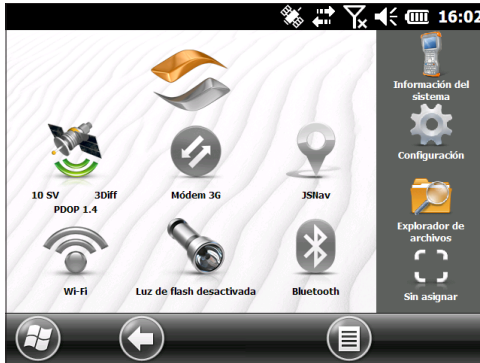 16:02
Información del
sistema
Configuración
10 SV 3Diff
PDOP 1.4
Módem 3G
JSNav
Explorador de
archivos
Wi-Fi
Luz de flash desactivada
Bluetooth
Sin asignar